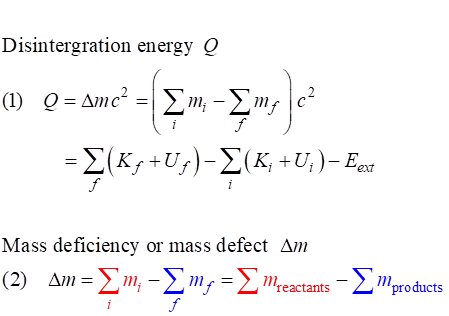 Disintergration energy Q
(1) Q = Δmc² = (∑ᵢ mᵢ − ∑_f m_f) c²
= ∑_f (K_f + U_f) − ∑ᵢ (Kᵢ + Uᵢ) − E_ext
Mass deficiency or mass defect Δm
(2) Δm = ∑ᵢ mᵢ − ∑_f m_f = ∑ m_reactants − ∑ m_products